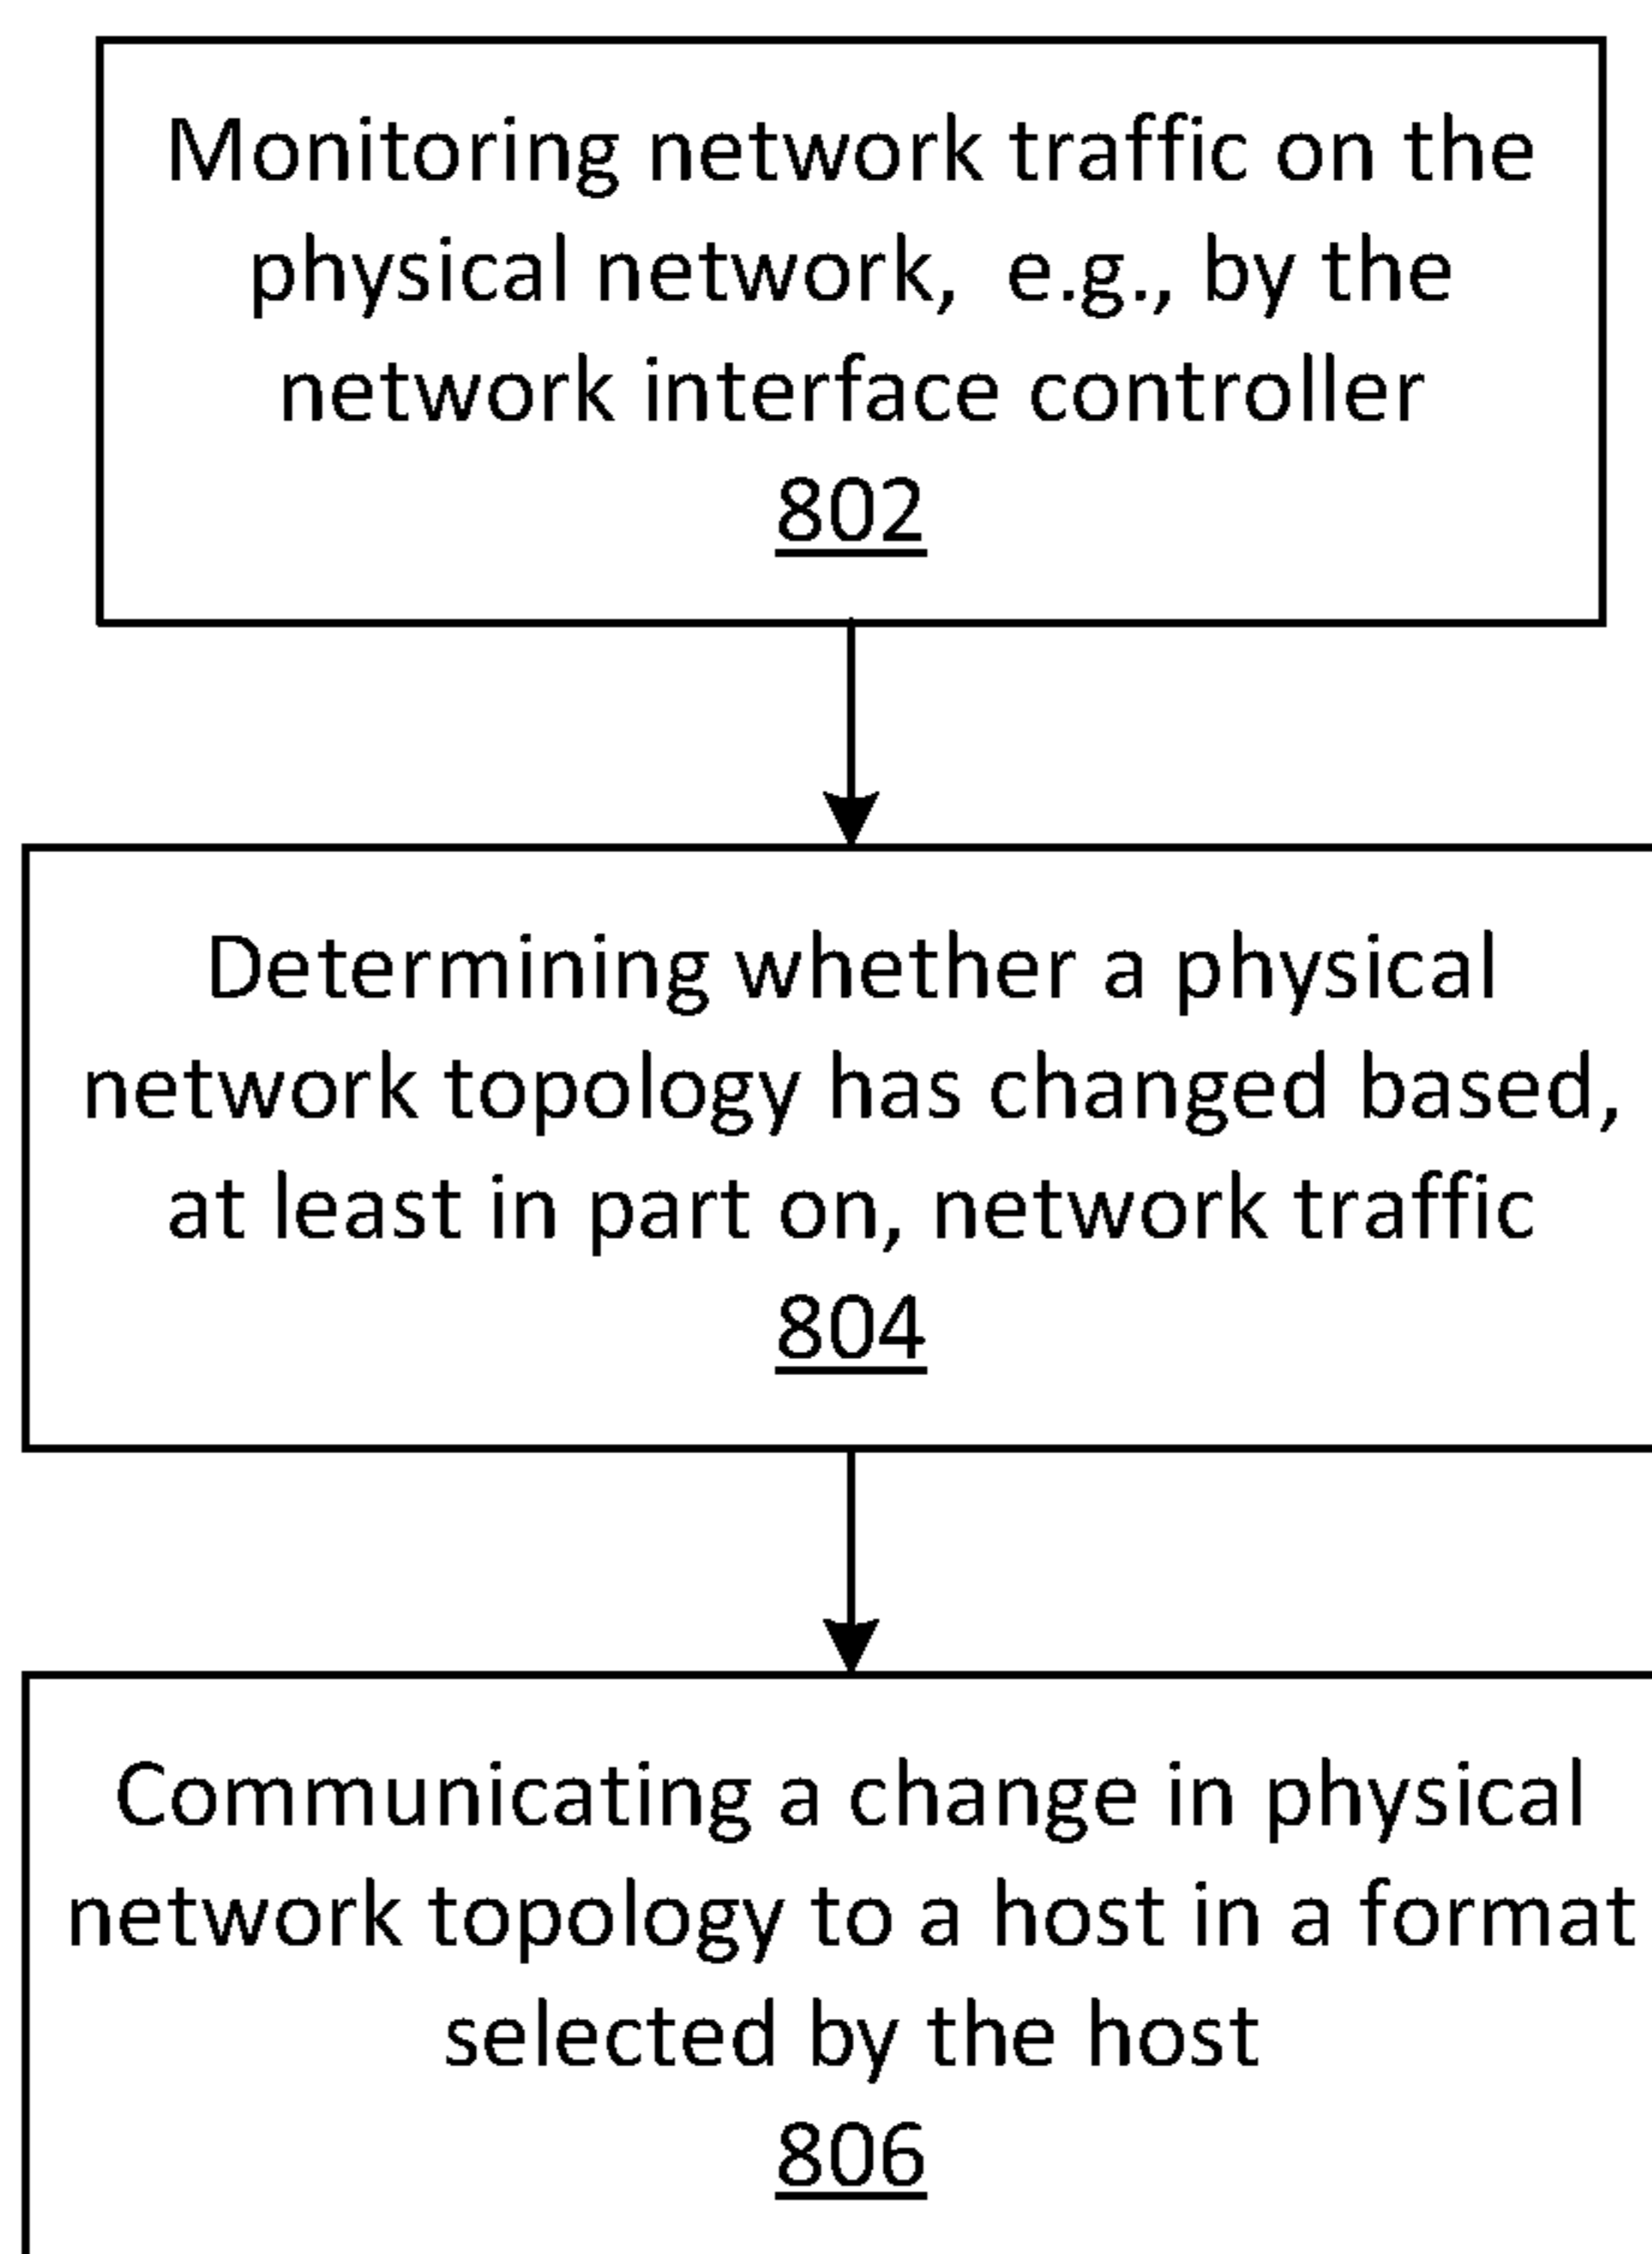 Monitoring network traffic on the
physical network, e.g., by the
network interface controller
802
Determining whether a physical
network topology has changed based,
at least in part on, network traffic
804
Communicating a change in physical
network topology to a host in a format
selected by the host
806